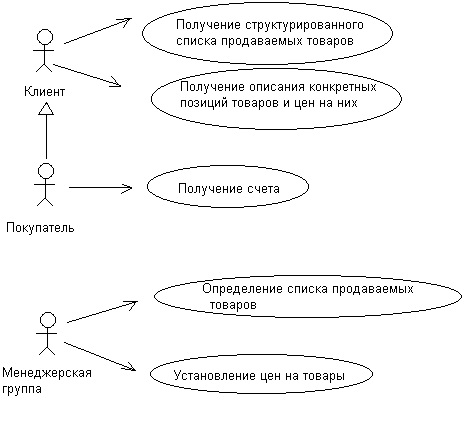 Получение структурированного
списка продаваемых товаров
Клиент
Получение описания конкретных
позиций товаров и цен на них
Получение счета
Покупатель
Определение списка продаваемых
товаров
Менеджерская
группа
Установление цен на товары